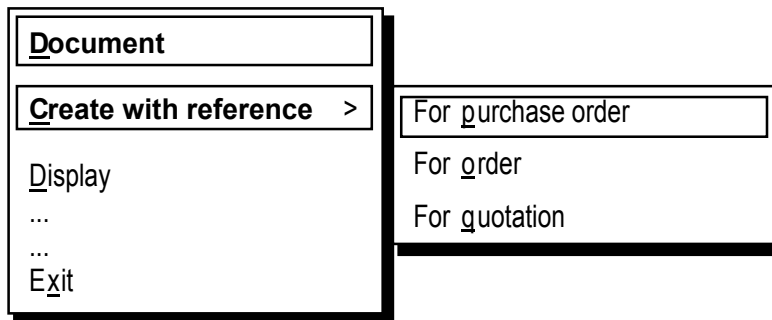 Document
Create with reference >
For purchase order
For order
For quotation
Display
...
...
Exit